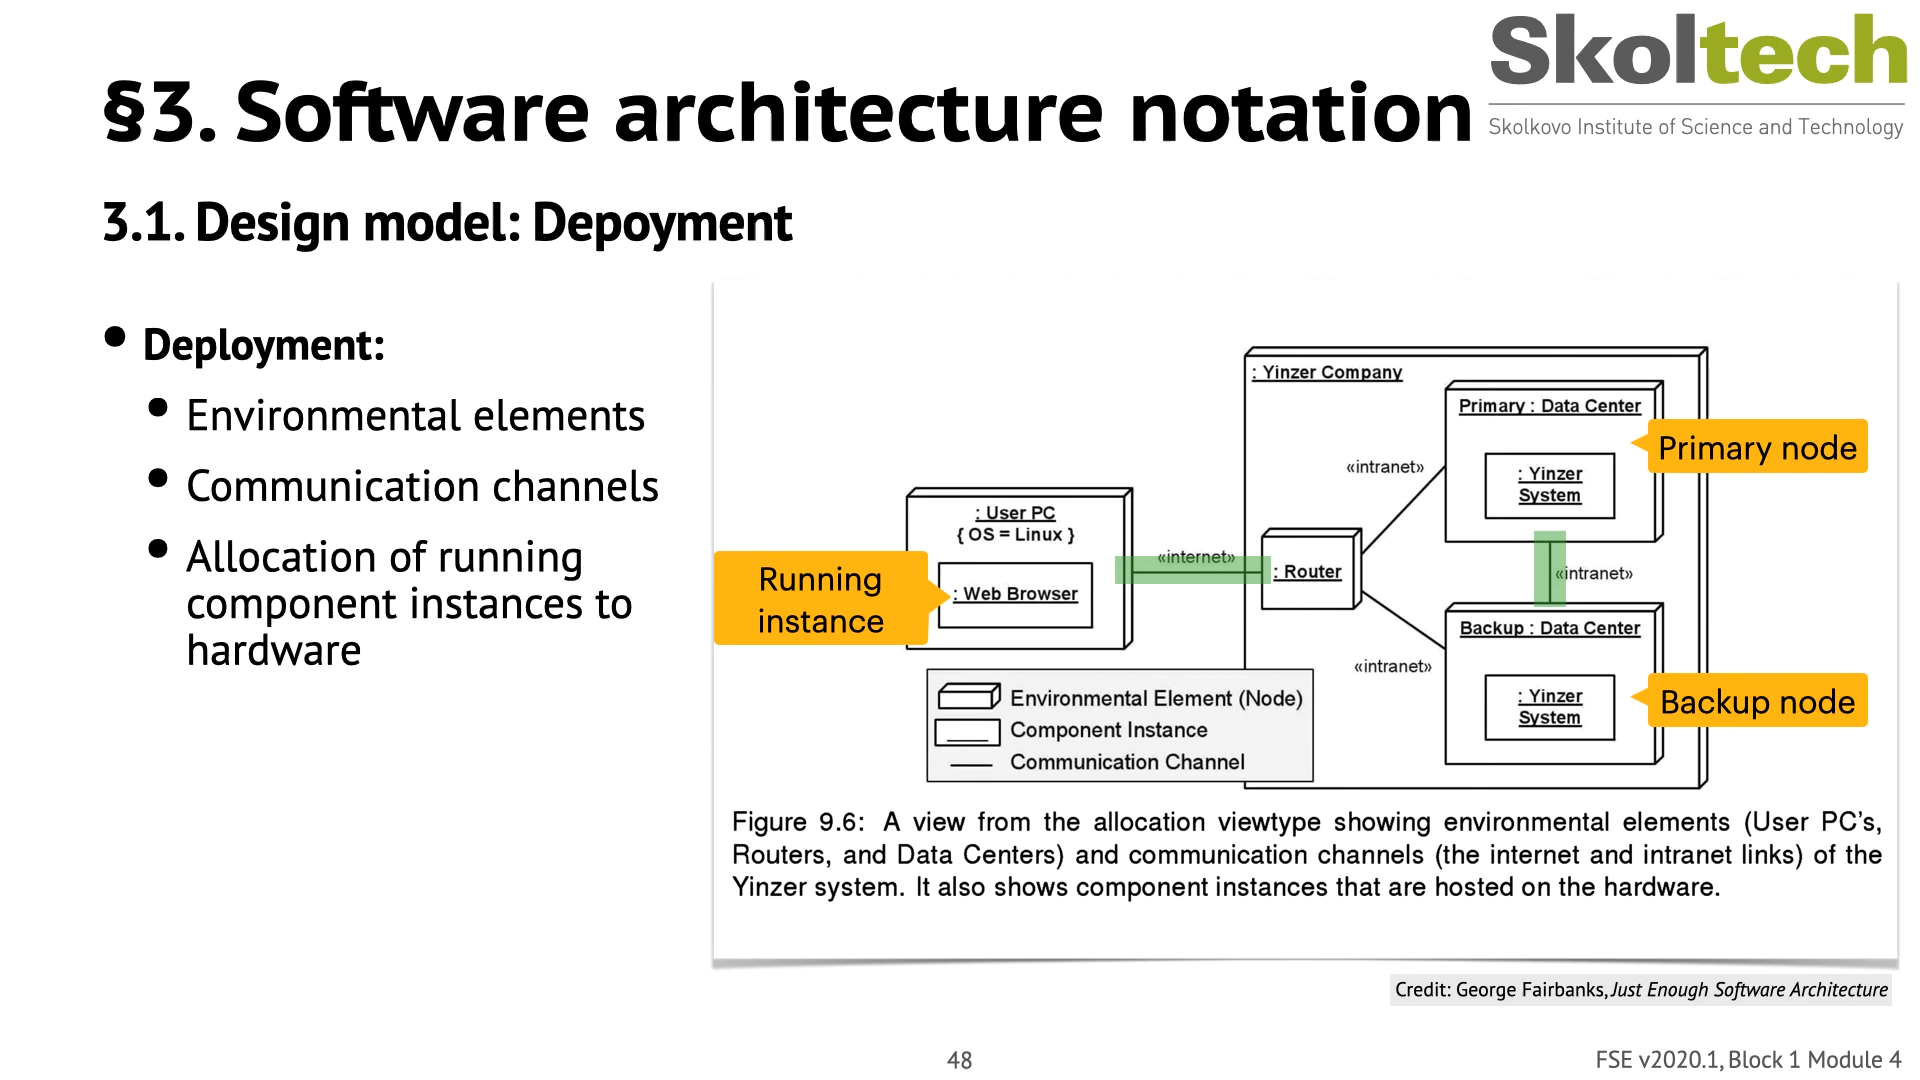 Skoltech
Skolkovo Institute of Science and Technology
§3. Software architecture notation
3.1. Design model: Depoyment
• Deployment:
• Environmental elements
• Communication channels
• Allocation of running
component instances to
hardware
: Yinzer Company
Primary : Data Center
Primary node
: Yinzer
System
«intranet»
: User PC
{ OS = Linux }
«internet»
Running
instance
: Web Browser
: Router
«intranet»
Backup : Data Center
«intranet»
: Yinzer
System
Backup node
Environmental Element (Node)
Component Instance
Communication Channel
Figure 9.6: A view from the allocation viewtype showing environmental elements (User PC's,
Routers, and Data Centers) and communication channels (the internet and intranet links) of the
Yinzer system. It also shows component instances that are hosted on the hardware.
Credit: George Fairbanks, Just Enough Software Architecture
48
FSE v2020.1, Block 1 Module 4